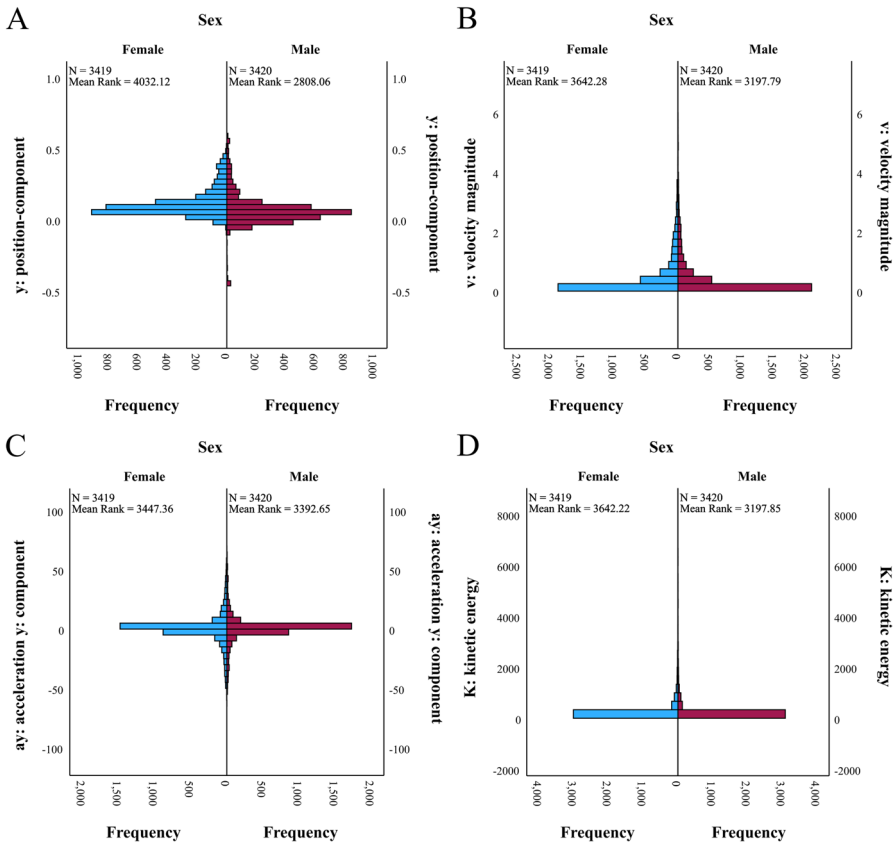 A
Sex
Female
Male
N = 3419
Mean Rank = 4032.12
N = 3420
Mean Rank = 2808.06
1.0
0.5
0.0
-0.5
1.0
0.5
0.0
-0.5
y: position-component
y: position-component
1,000
800
600
400
200
0
200
400
600
800
1,000
Frequency
Frequency
B
Sex
Female
Male
N = 3419
Mean Rank = 3642.28
N = 3420
Mean Rank = 3197.79
6
4
2
0
6
4
2
0
v: velocity magnitude
v: velocity magnitude
2,500
2,000
1,500
1,000
500
0
500
1,000
1,500
2,000
2,500
Frequency
Frequency
C
Sex
Female
Male
N = 3419
Mean Rank = 3447.36
N = 3420
Mean Rank = 3392.65
100
50
0
-50
-100
100
50
0
-50
-100
ay: acceleration y: component
ay: acceleration y: component
2,000
1,500
1,000
500
0
500
1,000
1,500
2,000
Frequency
Frequency
D
Sex
Female
Male
N = 3419
Mean Rank = 3642.22
N = 3420
Mean Rank = 3197.85
8000
6000
4000
2000
0
-2000
8000
6000
4000
2000
0
-2000
K: kinetic energy
K: kinetic energy
4,000
3,000
2,000
1,000
0
1,000
2,000
3,000
4,000
Frequency
Frequency